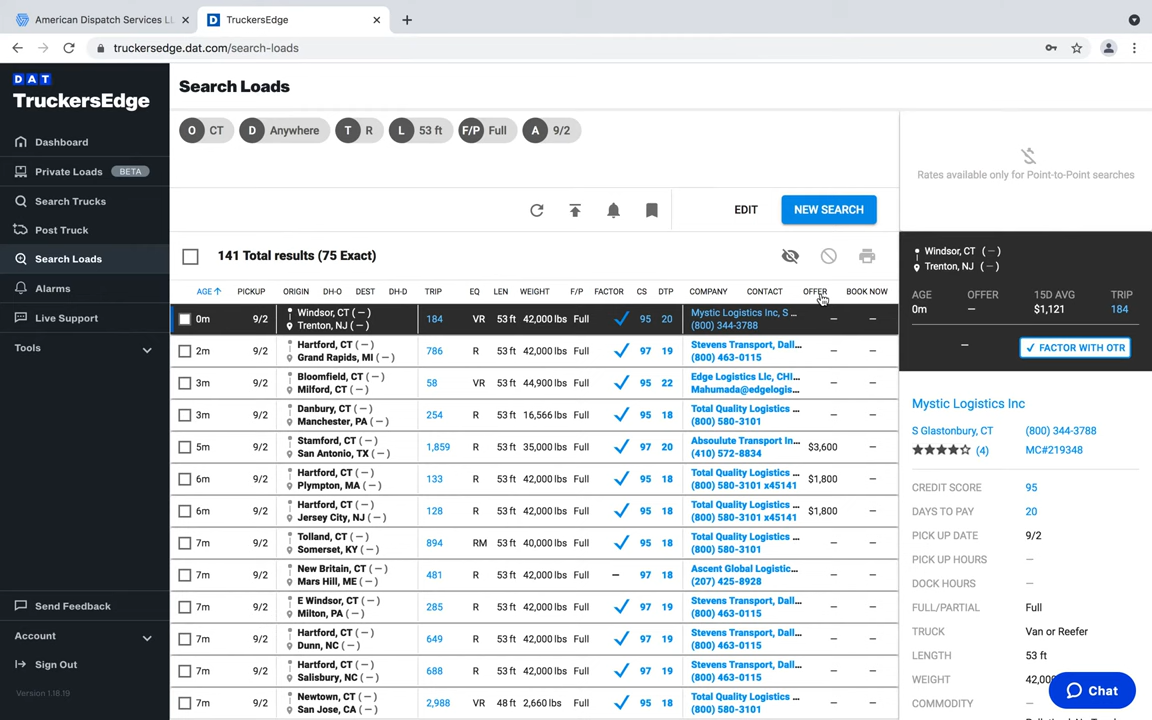 American Dispatch Services LL
TruckersEdge
truckersedge.dat.com/search-loads
DAT
TruckersEdge
Dashboard
Private Loads BETA
Search Trucks
Post Truck
Search Loads
Alarms
Live Support
Tools
Send Feedback
Account
Sign Out
Version 1.18.19
Search Loads
O CT D Anywhere T R L 53 ft F/P Full A 9/2
EDIT NEW SEARCH
141 Total results (75 Exact)
AGE PICKUP ORIGIN DH-O DEST DH-D TRIP EQ LEN WEIGHT F/P FACTOR CS DTP COMPANY CONTACT OFFER BOOK NOW
0m 9/2 Windsor, CT (—) 184 VR 53 ft 42,000 lbs Full 95 20 Mystic Logistics Inc, S ... — —
Trenton, NJ (—) (800) 344-3788
2m 9/2 Hartford, CT (—) 786 R 53 ft 42,000 lbs Full 97 19 Stevens Transport, Dall... — —
Grand Rapids, MI (—) (800) 463-0115
3m 9/2 Bloomfield, CT (—) 58 VR 53 ft 44,900 lbs Full 95 22 Edge Logistics Llc, CHI... — —
Milford, CT (—) Mahumada@edgelogis...
3m 9/2 Danbury, CT (—) 254 R 53 ft 16,566 lbs Full 95 18 Total Quality Logistics ... — —
Manchester, PA (—) (800) 580-3101
5m 9/2 Stamford, CT (—) 1,859 R 53 ft 35,000 lbs Full 97 20 Absoulute Transport In... $3,600 —
San Antonio, TX (—) (410) 572-8834
6m 9/2 Hartford, CT (—) 133 R 53 ft 42,000 lbs Full 95 18 Total Quality Logistics ... $1,800 —
Plympton, MA (—) (800) 580-3101 x45141
6m 9/2 Hartford, CT (—) 128 R 53 ft 42,000 lbs Full 95 18 Total Quality Logistics ... $1,800 —
Jersey City, NJ (—) (800) 580-3101 x45141
7m 9/2 Tolland, CT (—) 894 RM 53 ft 40,000 lbs Full 95 18 Total Quality Logistics ... — —
Somerset, KY (—) (800) 580-3101
7m 9/2 New Britain, CT (—) 481 R 53 ft 42,000 lbs Full — 97 18 Ascent Global Logistic... — —
Mars Hill, ME (—) (207) 425-8928
7m 9/2 E Windsor, CT (—) 285 R 53 ft 42,000 lbs Full 97 19 Stevens Transport, Dall... — —
Milton, PA (—) (800) 463-0115
7m 9/2 Hartford, CT (—) 649 R 53 ft 42,000 lbs Full 97 19 Stevens Transport, Dall... — —
Dunn, NC (—) (800) 463-0115
7m 9/2 Hartford, CT (—) 688 R 53 ft 42,000 lbs Full 97 19 Stevens Transport, Dall... — —
Salisbury, NC (—) (800) 463-0115
7m 9/2 Newtown, CT (—) 2,988 VR 48 ft 2,660 lbs Full 95 18 Total Quality Logistics ... — —
San Jose, CA (—) (800) 580-3101
Rates available only for Point-to-Point searches
Windsor, CT (—)
Trenton, NJ (—)
AGE OFFER 15D AVG TRIP
0m — $1,121 184
— FACTOR WITH OTR
Mystic Logistics Inc
S Glastonbury, CT (800) 344-3788
(4) MC#219348
CREDIT SCORE 95
DAYS TO PAY 20
PICK UP DATE 9/2
PICK UP HOURS —
DOCK HOURS —
FULL/PARTIAL Full
TRUCK Van or Reefer
LENGTH 53 ft
WEIGHT
COMMODITY —
Chat